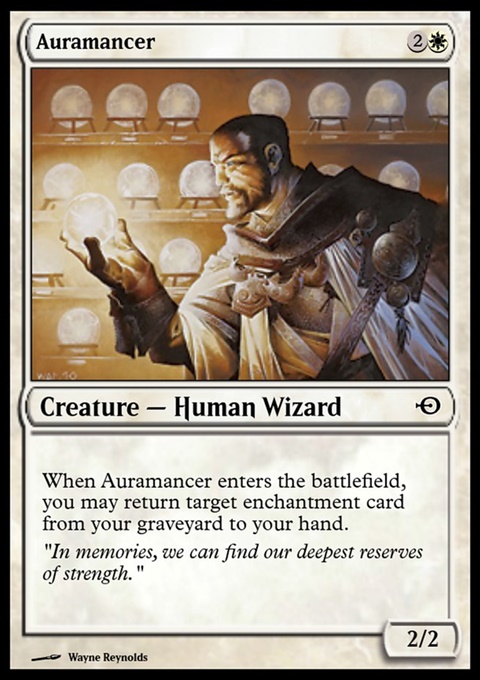 Auramancer 2
Creature — Human Wizard
When Auramancer enters the battlefield,
you may return target enchantment card
from your graveyard to your hand.
"In memories, we can find our deepest reserves
of strength."
2/2
Wayne Reynolds